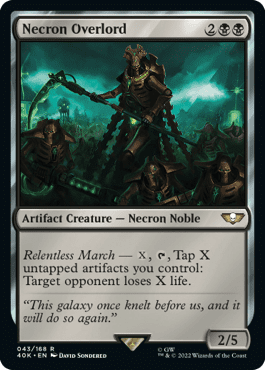 Necron Overlord 2BB
Artifact Creature — Necron Noble
Relentless March — X, T, Tap X
untapped artifacts you control:
Target opponent loses X life.
"This galaxy once knelt before us, and it
will do so again."
2/5
043/168 R
40K • EN DAVID SONDERED
© GW
™ & © 2022 Wizards of the Coast